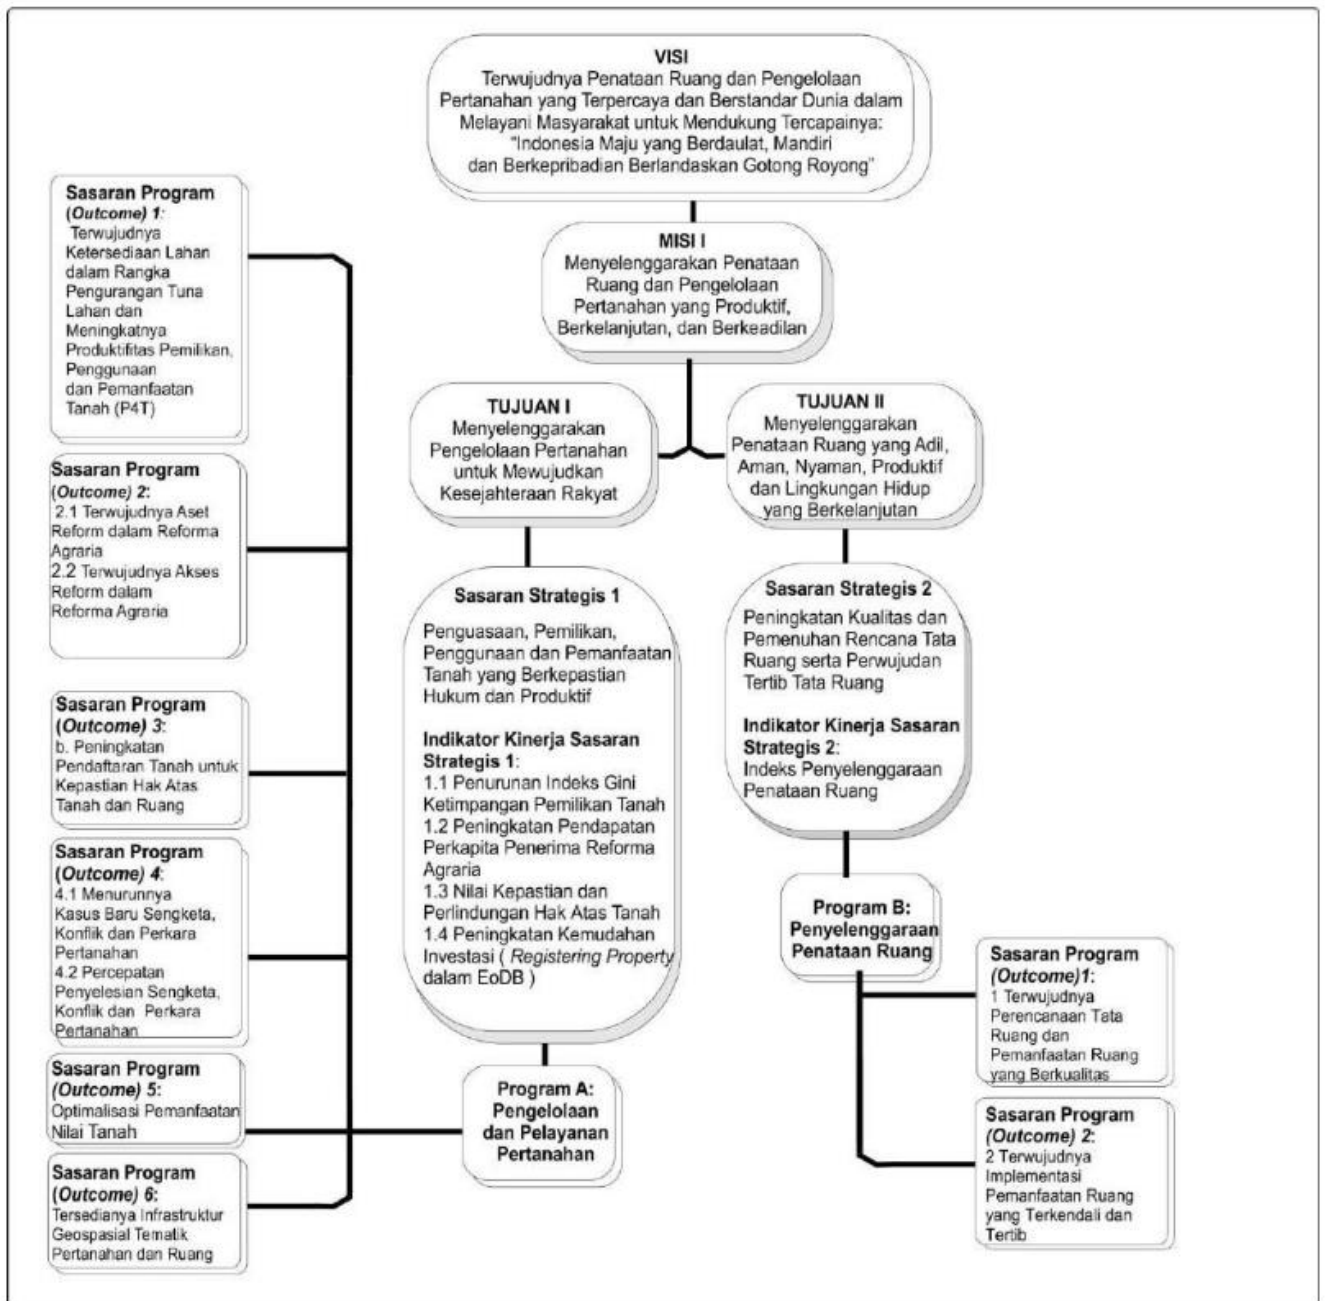 VISI
Terwujudnya Penataan Ruang dan Pengelolaan
Pertanahan yang Terpercaya dan Berstandar Dunia dalam
Melayani Masyarakat untuk Mendukung Tercapainya:
"Indonesia Maju yang Berdaulat, Mandiri
dan Berkepribadian Berlandaskan Gotong Royong"
MISI I
Menyelenggarakan Penataan
Ruang dan Pengelolaan
Pertanahan yang Produktif,
Berkelanjutan, dan Berkeadilan
TUJUAN I
Menyelenggarakan
Pengelolaan Pertanahan
untuk Mewujudkan
Kesejahteraan Rakyat
TUJUAN II
Menyelenggarakan
Penataan Ruang yang Adil,
Aman, Nyaman, Produktif
dan Lingkungan Hidup
yang Berkelanjutan
Sasaran Strategis 1
Penguasaan, Pemilikan,
Penggunaan dan Pemanfaatan
Tanah yang Berkepastian
Hukum dan Produktif
Indikator Kinerja Sasaran
Strategis 1:
1.1 Penurunan Indeks Gini
Ketimpangan Pemilikan Tanah
1.2 Peningkatan Pendapatan
Perkapita Penerima Reforma
Agraria
1.3 Nilai Kepastian dan
Perlindungan Hak Atas Tanah
1.4 Peningkatan Kemudahan
Investasi ( Registering Property
dalam EoDB )
Sasaran Strategis 2
Peningkatan Kualitas dan
Pemenuhan Rencana Tata
Ruang serta Perwujudan
Tertib Tata Ruang
Indikator Kinerja Sasaran
Strategis 2:
Indeks Penyelenggaraan
Penataan Ruang
Program A:
Pengelolaan
dan Pelayanan
Pertanahan
Program B:
Penyelenggaraan
Penataan Ruang
Sasaran Program
(Outcome) 1:
Terwujudnya
Ketersediaan Lahan
dalam Rangka
Pengurangan Tuna
Lahan dan
Meningkatnya
Produktifitas Pemilikan,
Penggunaan
dan Pemanfaatan
Tanah (P4T)
Sasaran Program
(Outcome) 2:
2.1 Terwujudnya Aset
Reform dalam Reforma
Agraria
2.2 Terwujudnya Akses
Reform dalam
Reforma Agraria
Sasaran Program
(Outcome) 3:
b. Peningkatan
Pendaftaran Tanah untuk
Kepastian Hak Atas
Tanah dan Ruang
Sasaran Program
(Outcome) 4:
4.1 Menurunnya
Kasus Baru Sengketa,
Konflik dan Perkara
Pertanahan
4.2 Percepatan
Penyelesian Sengketa,
Konflik dan Perkara
Pertanahan
Sasaran Program
(Outcome) 5:
Optimalisasi Pemanfaatan
Nilai Tanah
Sasaran Program
(Outcome) 6:
Tersedianya Infrastruktur
Geospasial Tematik
Pertanahan dan Ruang
Sasaran Program
(Outcome)1:
1 Terwujudnya
Perencanaan Tata
Ruang dan
Pemanfaatan Ruang
yang Berkualitas
Sasaran Program
(Outcome) 2:
2 Terwujudnya
Implementasi
Pemanfaatan Ruang
yang Terkendali dan
Tertib